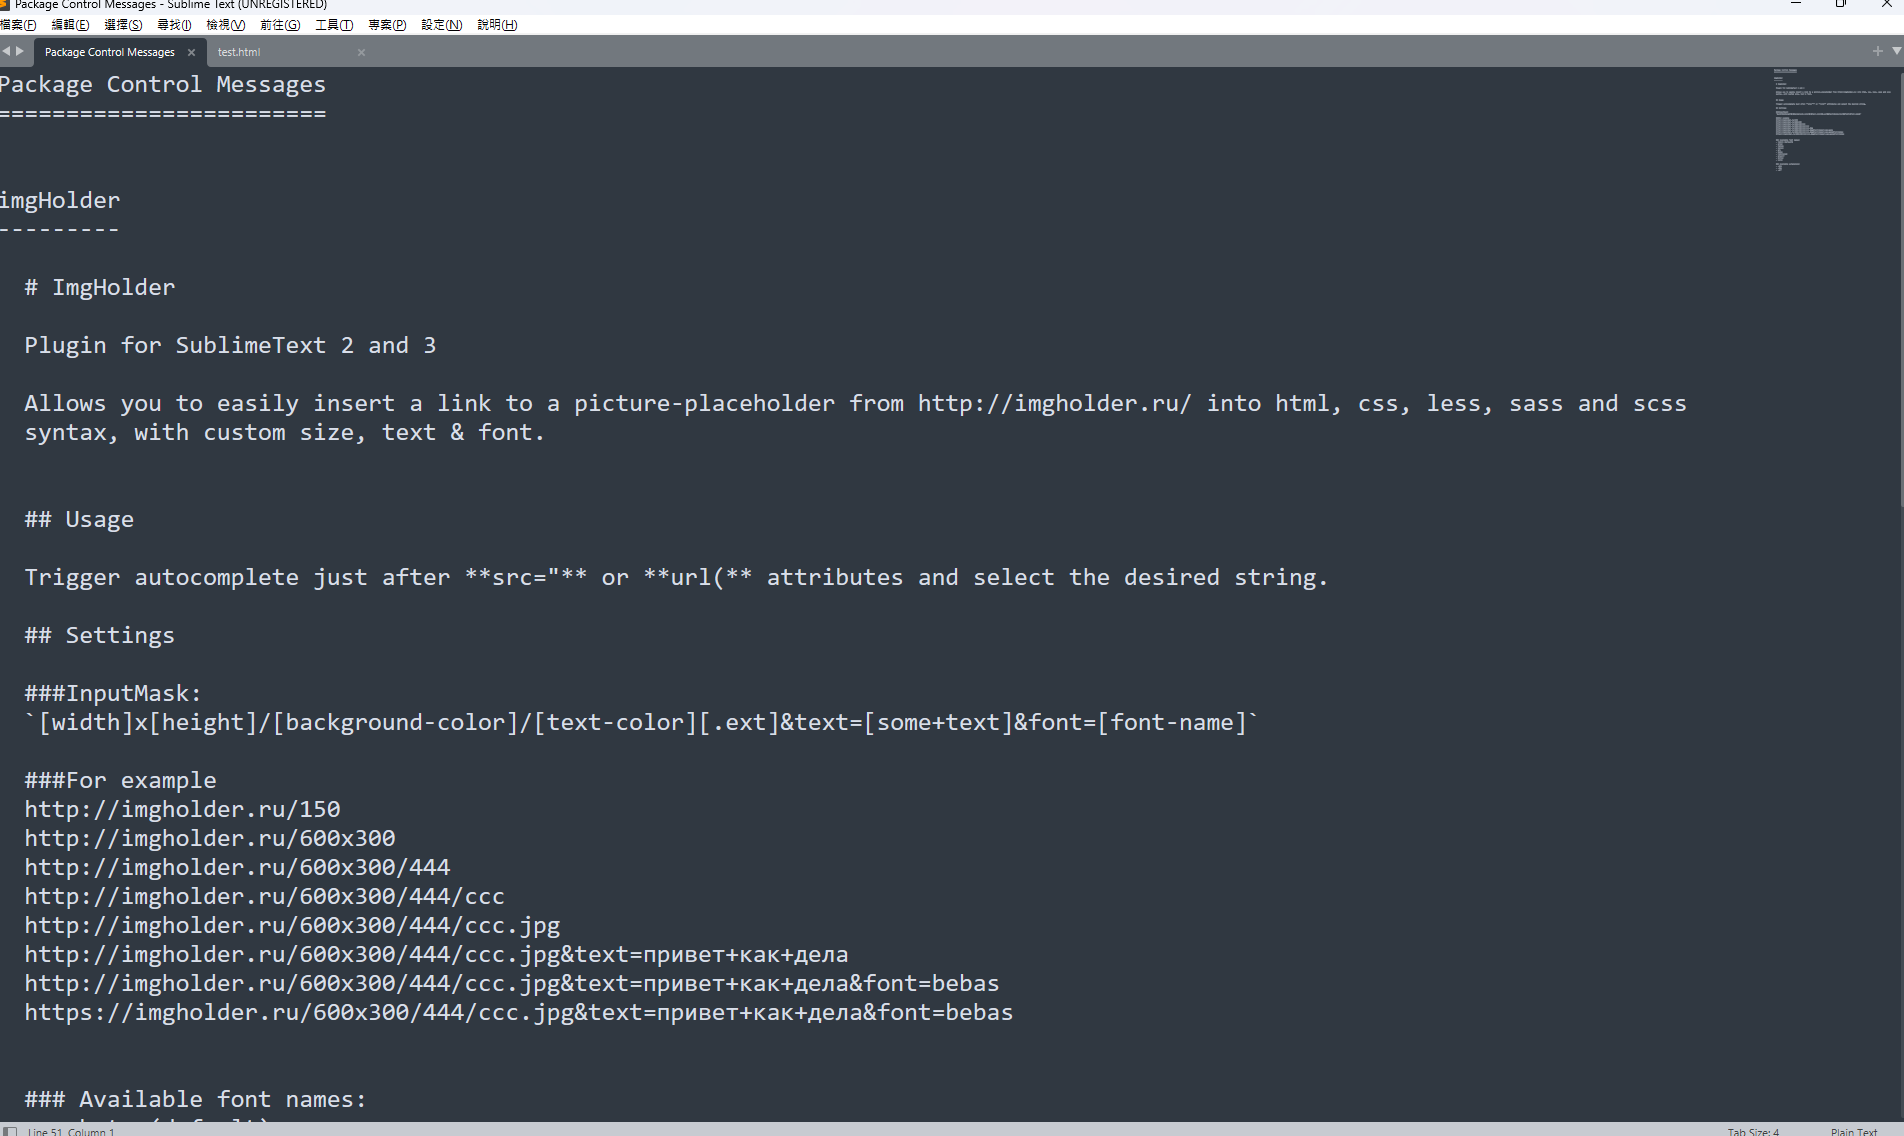 Package Control Messages - Sublime Text (UNREGISTERED)
檔案(F) 編輯(E) 選擇(S) 尋找(I) 檢視(V) 前往(G) 工具(T) 專案(P) 設定(N) 說明(H)
Package Control Messages test.html
Package Control Messages
========================
imgHolder
---------
# ImgHolder
Plugin for SublimeText 2 and 3
Allows you to easily insert a link to a picture-placeholder from http://imgholder.ru/ into html, css, less, sass and scss
syntax, with custom size, text & font.
## Usage
Trigger autocomplete just after **src="** or **url(** attributes and select the desired string.
## Settings
###InputMask:
`[width]x[height]/[background-color]/[text-color][.ext]&text=[some+text]&font=[font-name]`
###For example
http://imgholder.ru/150
http://imgholder.ru/600x300
http://imgholder.ru/600x300/444
http://imgholder.ru/600x300/444/ccc
http://imgholder.ru/600x300/444/ccc.jpg
http://imgholder.ru/600x300/444/ccc.jpg&text=привет+как+дела
http://imgholder.ru/600x300/444/ccc.jpg&text=привет+как+дела&font=bebas
https://imgholder.ru/600x300/444/ccc.jpg&text=привет+как+дела&font=bebas
### Available font names:
Line 51, Column 1 Tab Size: 4 Plain Text